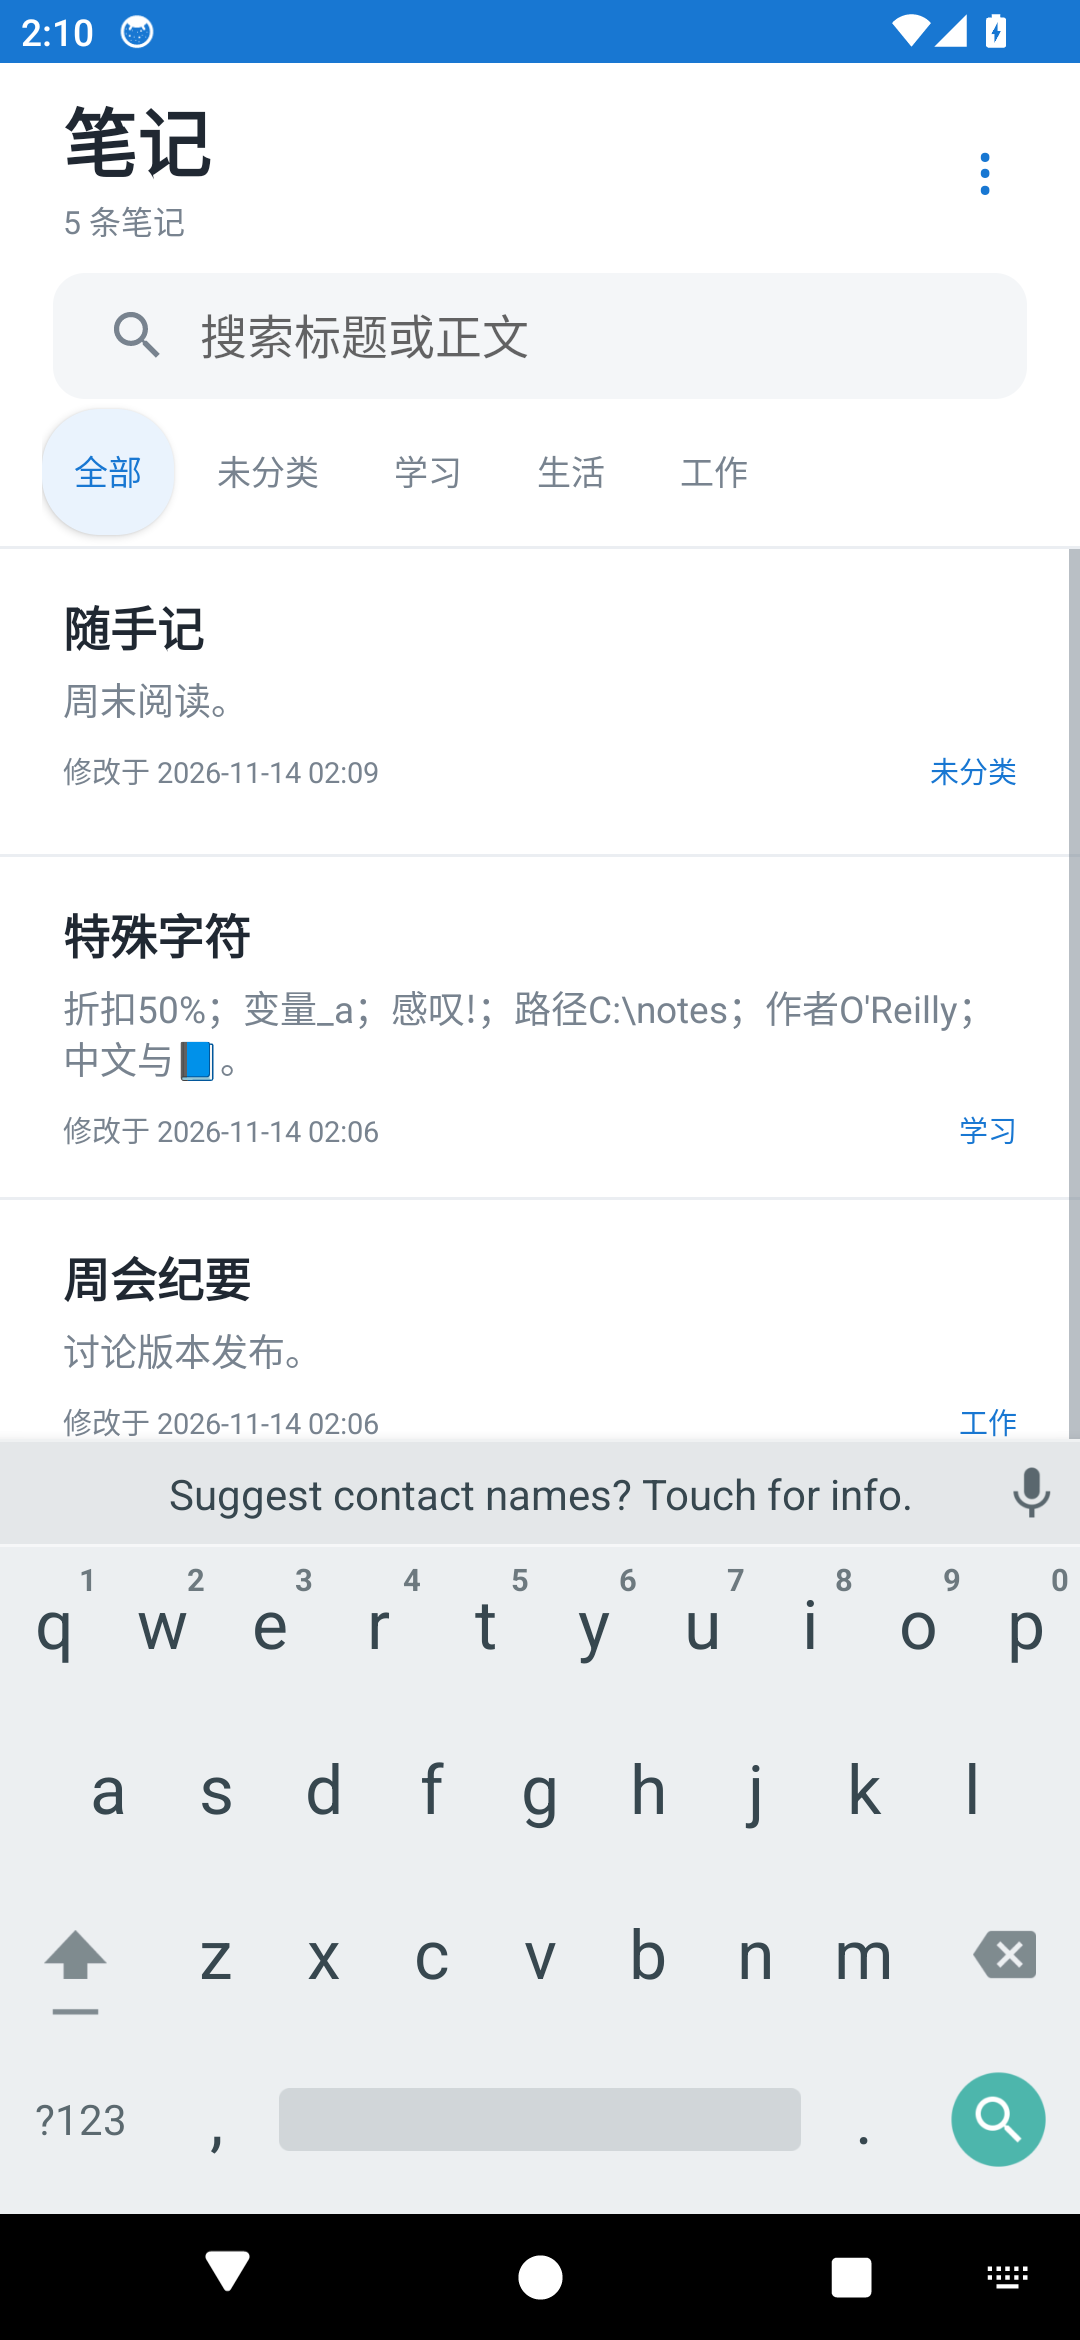 2:10
笔记
5 条笔记
搜索标题或正文
全部 未分类 学习 生活 工作
随手记
周末阅读。
修改于 2026-11-14 02:09 未分类
特殊字符
折扣50%；变量_a；感叹!；路径C:\notes；作者O'Reilly；
中文与📘。
修改于 2026-11-14 02:06 学习
周会纪要
讨论版本发布。
修改于 2026-11-14 02:06 工作
Suggest contact names? Touch for info.
1 2 3 4 5 6 7 8 9 0
q w e r t y u i o p
a s d f g h j k l
z x c v b n m
?123 , .